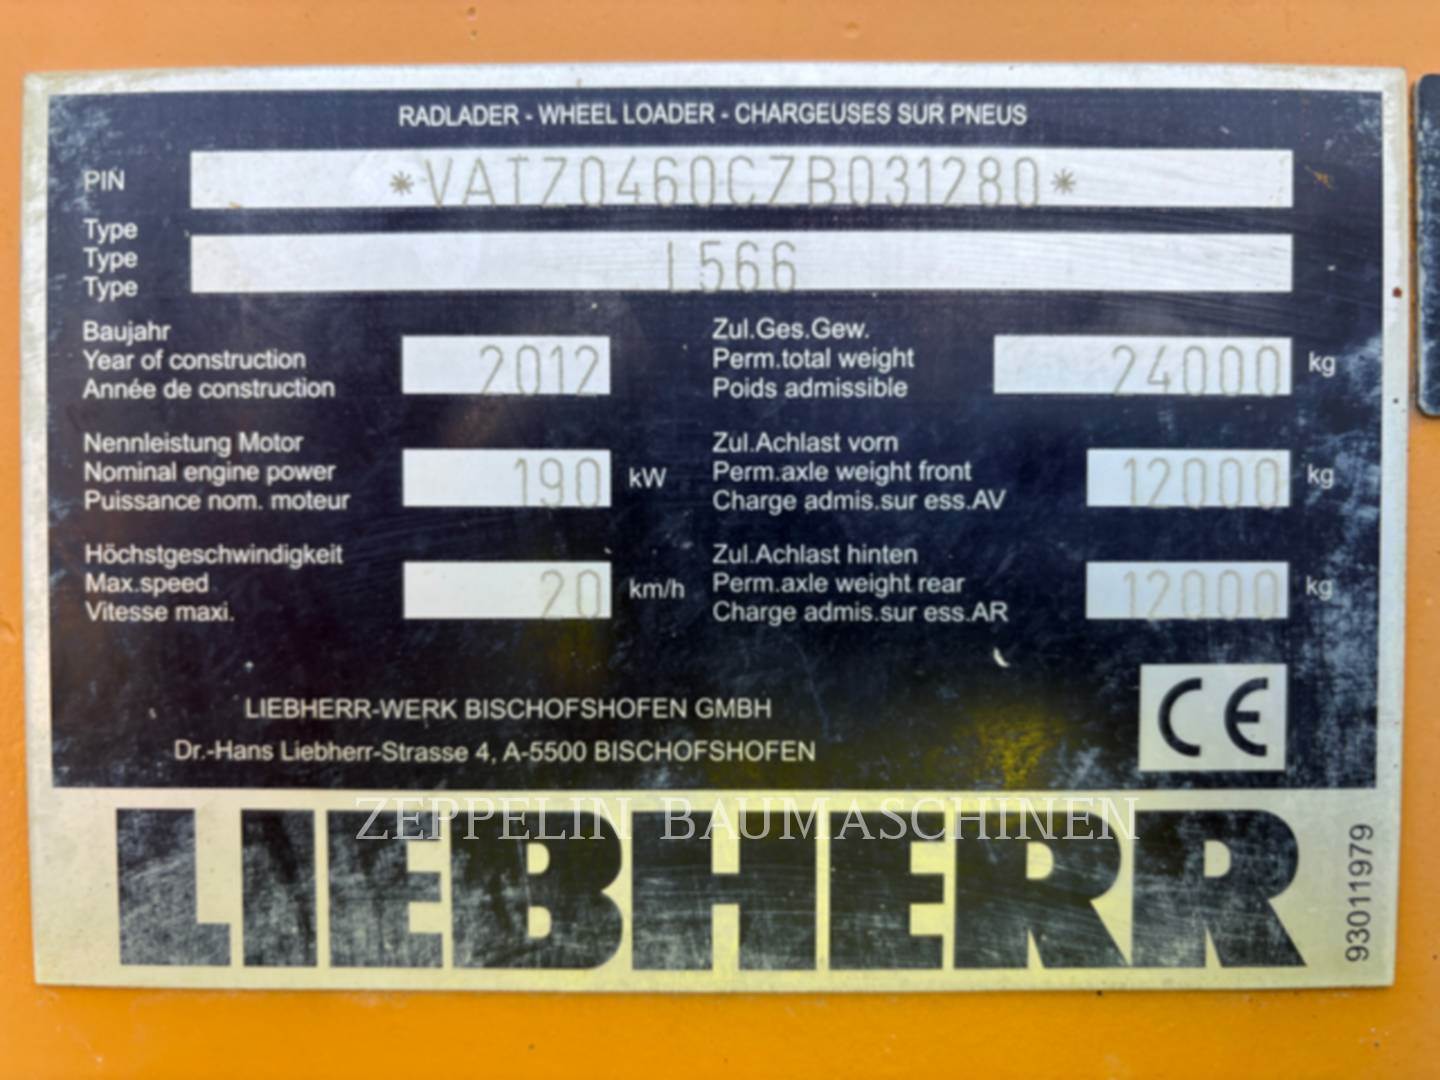 RADLADER - WHEEL LOADER - CHARGEUSES SUR PNEUS
PIN *VATZ0460CZB031280*
Type
Type L566
Type
Baujahr
Year of construction 2012
Année de construction
Zul.Ges.Gew.
Perm.total weight 24000 kg
Poids admissible
Nennleistung Motor
Nominal engine power 190 kW
Puissance nom. moteur
Zul.Achlast vorn
Perm.axle weight front 12000 kg
Charge admis.sur ess.AV
Höchstgeschwindigkeit
Max.speed 20 km/h
Vitesse maxi.
Zul.Achlast hinten
Perm.axle weight rear 12000 kg
Charge admis.sur ess.AR
LIEBHERR-WERK BISCHOFSHOFEN GMBH
Dr.-Hans Liebherr-Strasse 4, A-5500 BISCHOFSHOFEN
CE
ZEPPELIN BAUMASCHINEN
LIEBHERR
93011979